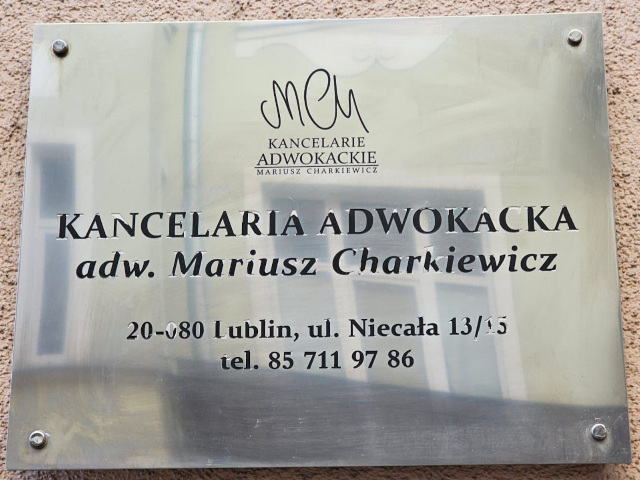 MCM
KANCELARIE
ADWOKACKIE
MARIUSZ CHARKIEWICZ
KANCELARIA ADWOKACKA
adw. Mariusz Charkiewicz
20-080 Lublin, ul. Niecała 13/15
tel. 85 711 97 86